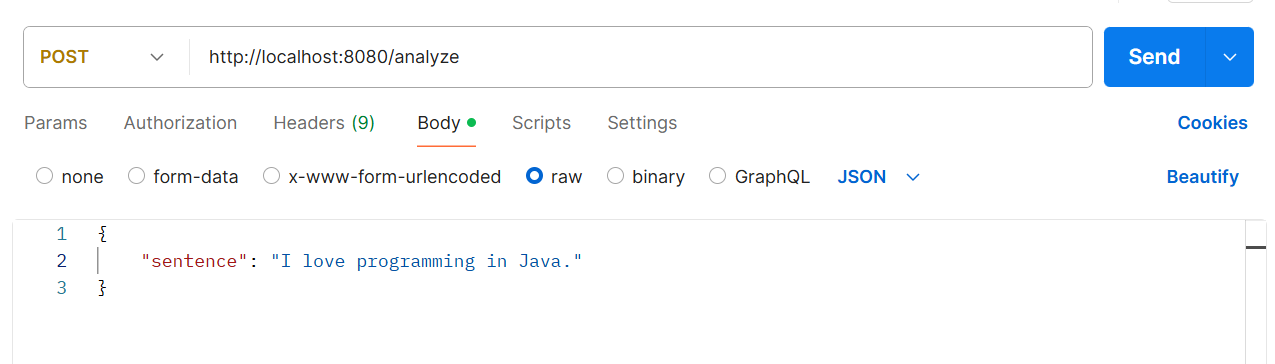 POST http://localhost:8080/analyze Send
Params Authorization Headers (9) Body Scripts Settings Cookies
none form-data x-www-form-urlencoded raw binary GraphQL JSON Beautify
1 {
2 "sentence": "I love programming in Java."
3 }